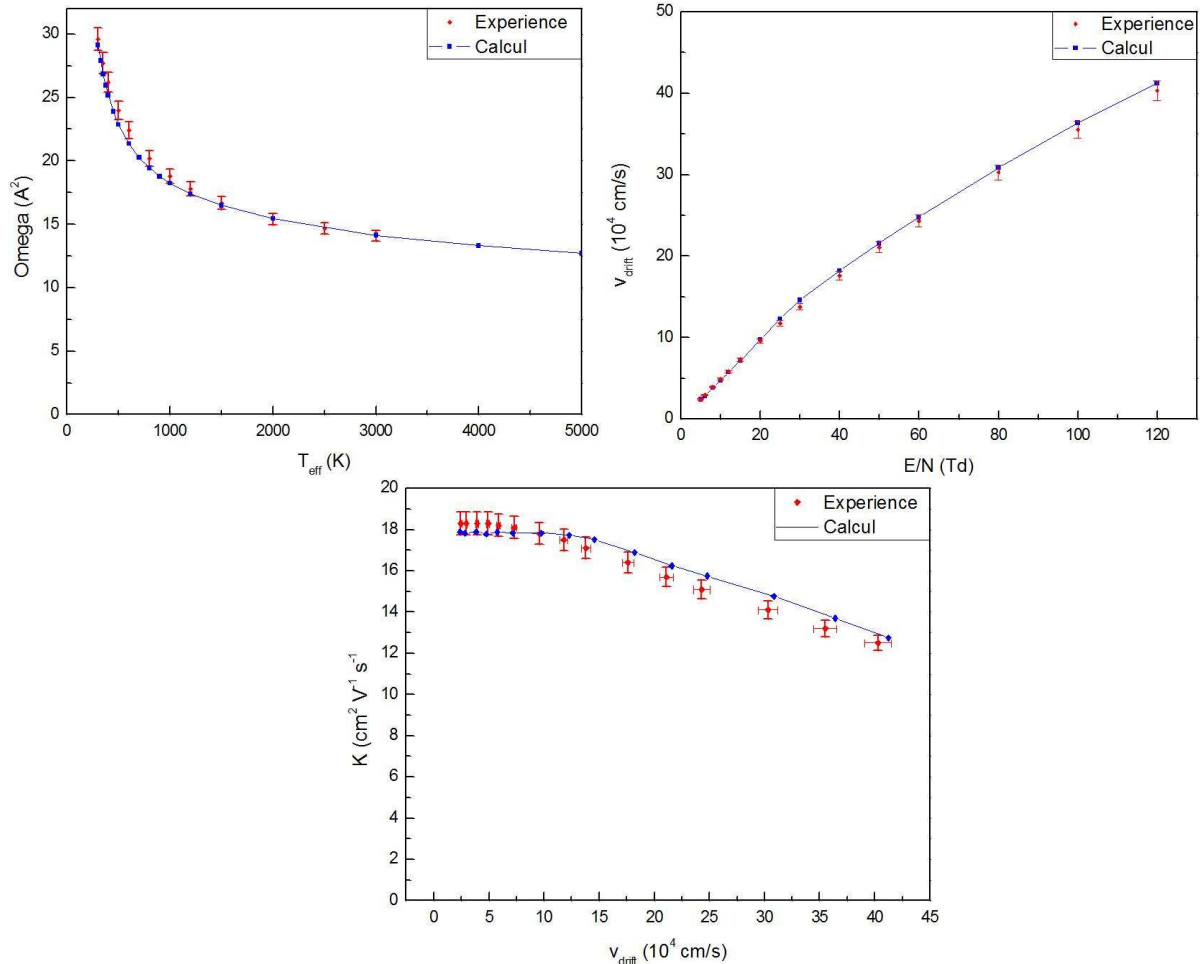 Experience
Calcul
30
25
20
15
10
5
0
Omega (A²)
0 1000 2000 3000 4000 5000
T_eff (K)
Experience
Calcul
50
40
30
20
10
0
v_drift (10⁴ cm/s)
0 20 40 60 80 100 120
E/N (Td)
Experience
Calcul
20
18
16
14
12
10
8
6
4
2
0
K (cm² V⁻¹ s⁻¹)
0 5 10 15 20 25 30 35 40 45
v_drift (10⁴ cm/s)